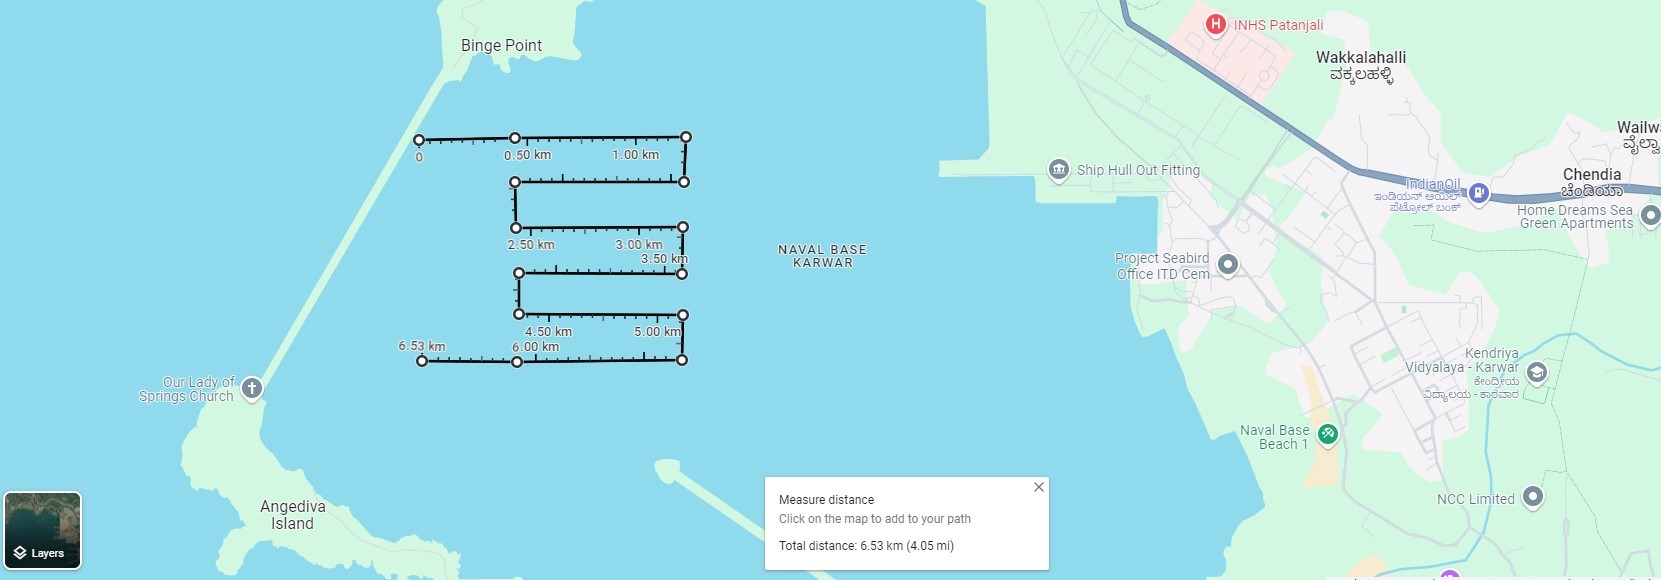 Binge Point
INHS Patanjali
Wakkalahalli
ವಕ್ಕಲಹಳ್ಳಿ
0
0.50 km
1.00 km
Ship Hull Out Fitting
IndianOil
ಇಂಡಿಯನ್ ಆಯಿಲ್
ಪೆಟ್ರೋಲ್ ಬಂಕ್
Chendia
ಚೆಂಡಿಯಾ
Home Dreams Sea
Green Apartments
2.50 km
3.00 km
3.50 km
NAVAL BASE
KARWAR
Project Seabird
Office ITD Cem
4.50 km
5.00 km
6.53 km
6.00 km
Our Lady of
Springs Church
Kendriya
Vidyalaya - Karwar
ಕೇಂದ್ರೀಯ
ವಿದ್ಯಾಲಯ - ಕಾರವಾರ
Naval Base
Beach 1
Angediva
Island
NCC Limited
Layers
Measure distance
Click on the map to add to your path
Total distance: 6.53 km (4.05 mi)